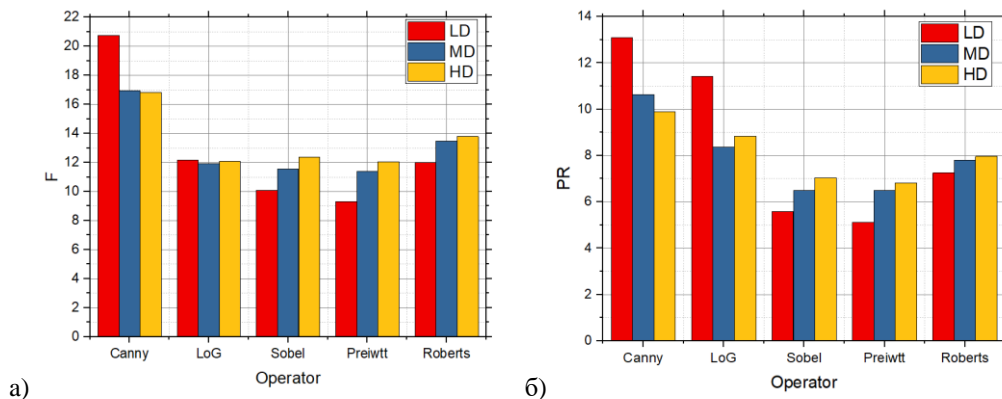 22
20
18
16
14
12
10
8
6
4
2
0
F
LD
MD
HD
Canny LoG Sobel Preiwtt Roberts
Operator
а)
14
12
10
8
6
4
2
0
PR
LD
MD
HD
Canny LoG Sobel Preiwtt Roberts
Operator
б)